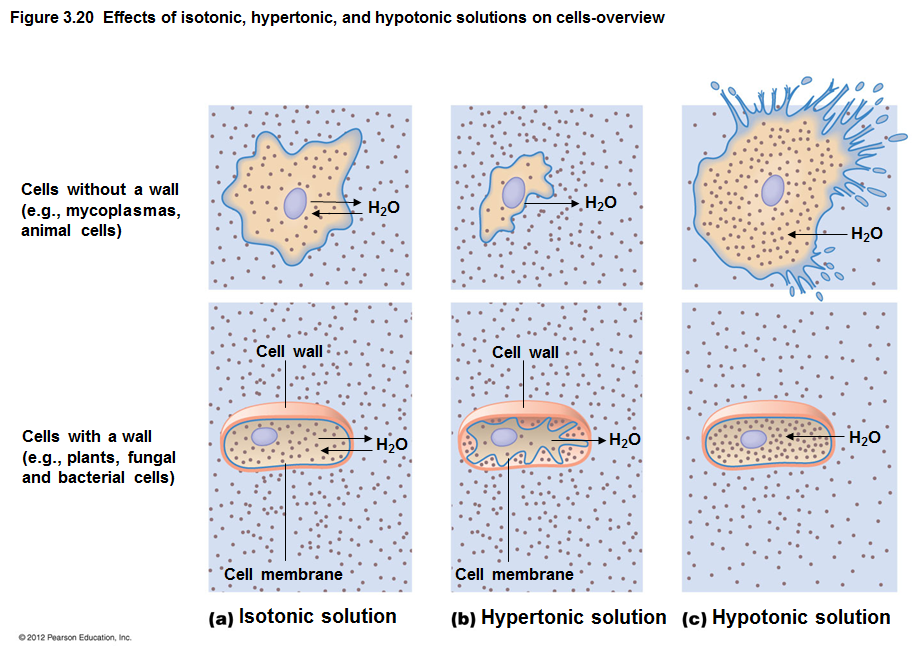 Figure 3.20 Effects of isotonic, hypertonic, and hypotonic solutions on cells-overview
Cells without a wall
(e.g., mycoplasmas,
animal cells)
H₂O
H₂O
H₂O
Cell wall
Cell wall
Cells with a wall
(e.g., plants, fungal
and bacterial cells)
H₂O
H₂O
H₂O
Cell membrane
Cell membrane
(a) Isotonic solution
(b) Hypertonic solution
(c) Hypotonic solution
© 2012 Pearson Education, Inc.